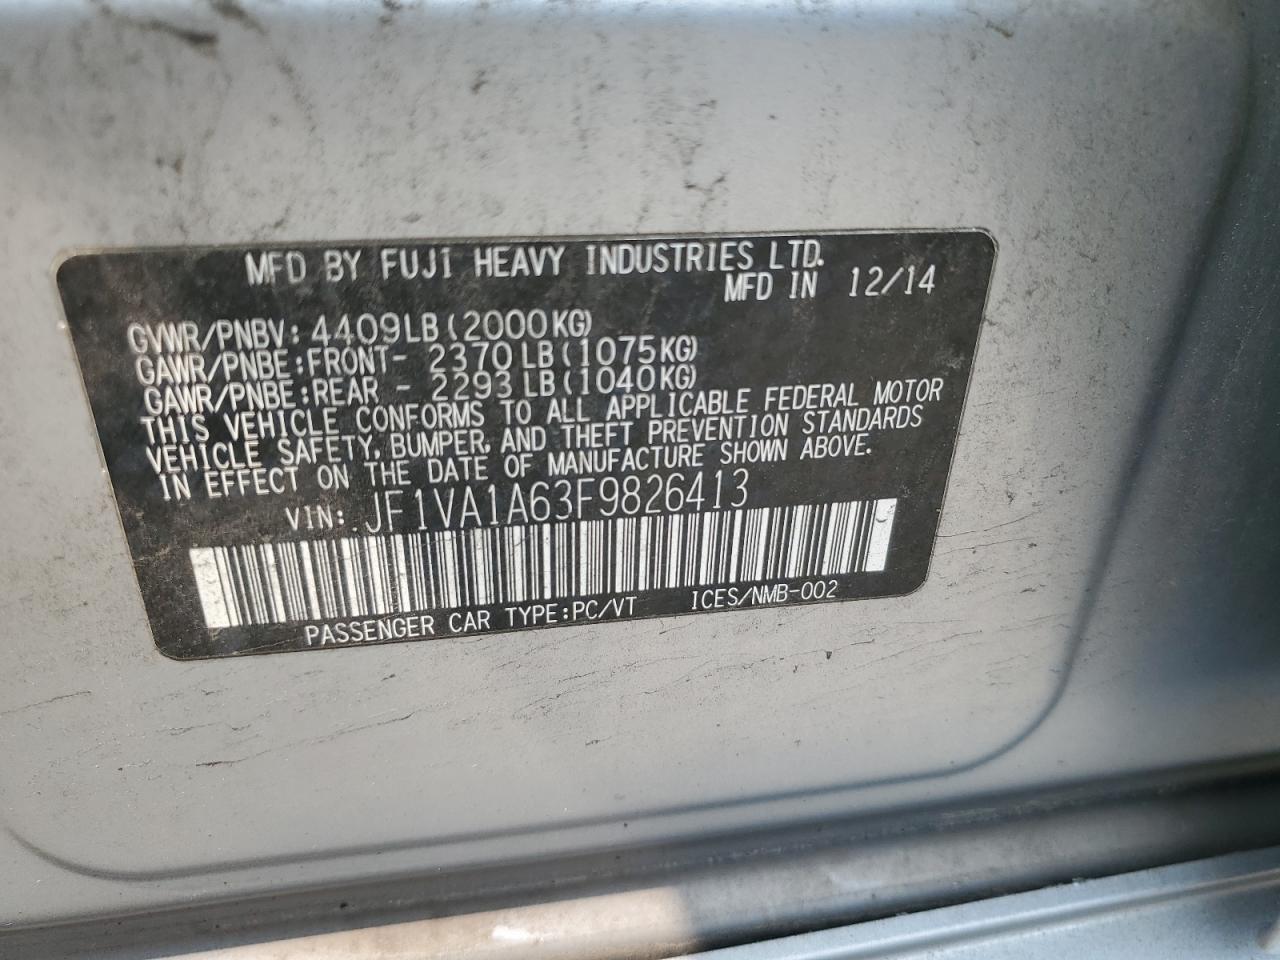 MFD BY FUJI HEAVY INDUSTRIES LTD.
MFD IN 12/14
GVWR/PNBV: 4409LB(2000KG)
GAWR/PNBE:FRONT- 2370LB(1075KG)
GAWR/PNBE:REAR - 2293LB(1040KG)
THIS VEHICLE CONFORMS TO ALL APPLICABLE FEDERAL MOTOR
VEHICLE SAFETY, BUMPER, AND THEFT PREVENTION STANDARDS
IN EFFECT ON THE DATE OF MANUFACTURE SHOWN ABOVE.
VIN: JF1VA1A63F9826413
PASSENGER CAR TYPE:PC/VT ICES/NMB-002